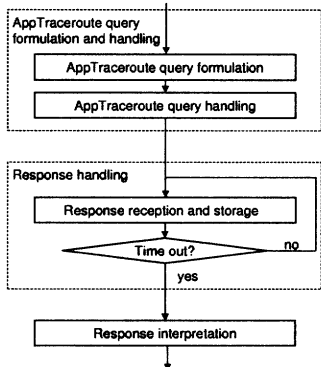 AppTraceroute query
formulation and handling
AppTraceroute query formulation
AppTraceroute query handling
Response handling
Response reception and storage
Time out?
no
yes
Response interpretation